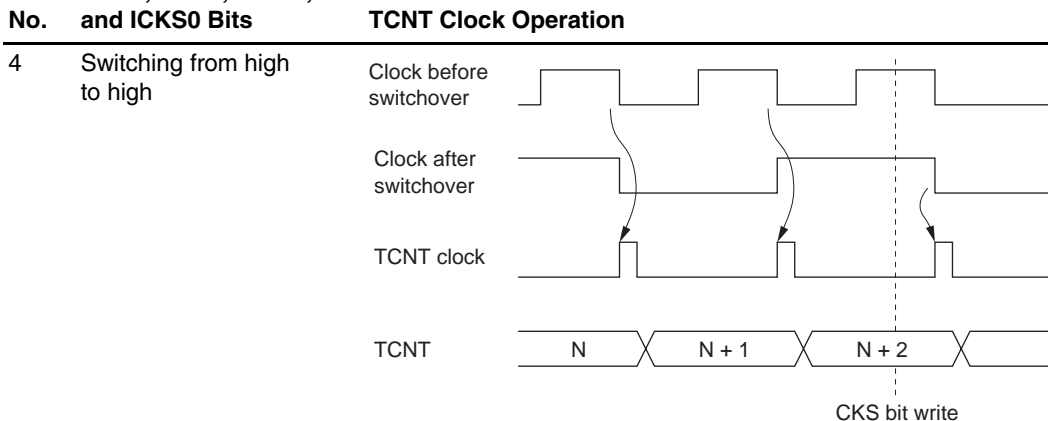 No. and ICKS0 Bits TCNT Clock Operation
4 Switching from high
to high
Clock before
switchover
Clock after
switchover
TCNT clock
TCNT N N + 1 N + 2
CKS bit write